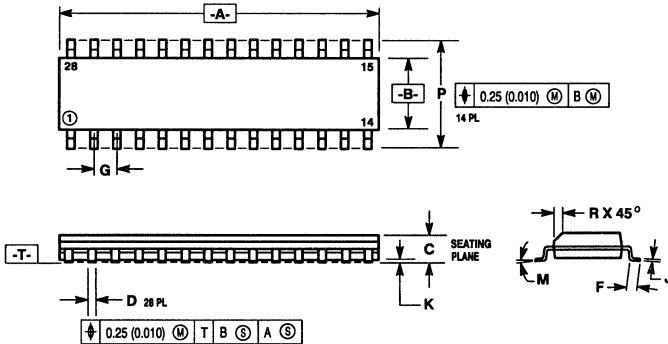 -A-
28 15
-B-
P
⌖ 0.25 (0.010) Ⓜ B Ⓜ
14 PL
① 14
G
-T-
C
SEATING
PLANE
K
D 28 PL
⌖ 0.25 (0.010) Ⓜ T B Ⓢ A Ⓢ
R X 45°
M
F
J